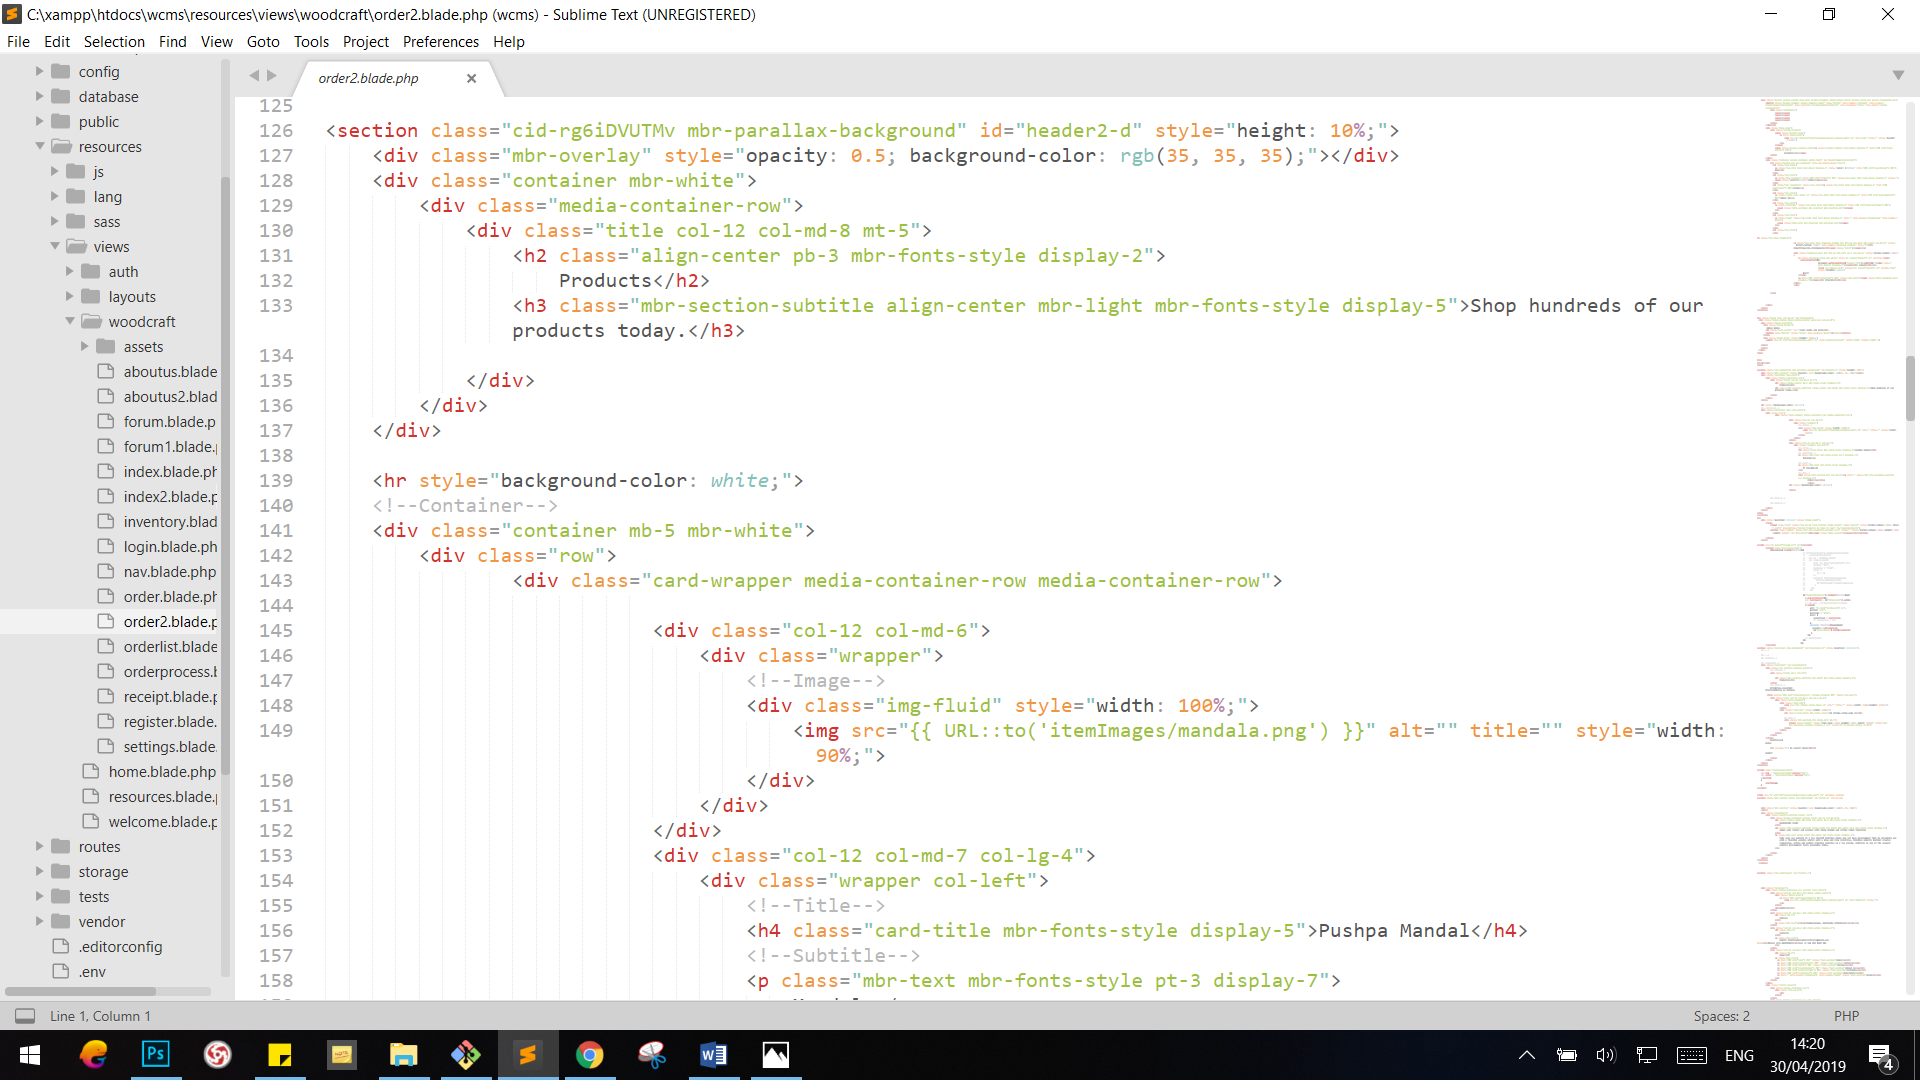 C:\xampp\htdocs\wcms\resources\views\woodcraft\order2.blade.php (wcms) - Sublime Text (UNREGISTERED)
File Edit Selection Find View Goto Tools Project Preferences Help
config
database
public
resources
js
lang
sass
views
auth
layouts
woodcraft
assets
aboutus.blade
aboutus2.blad
forum.blade.p
forum1.blade.
index.blade.ph
index2.blade.p
inventory.blad
login.blade.ph
nav.blade.php
order.blade.ph
order2.blade.p
orderlist.blade
orderprocess.b
receipt.blade.p
register.blade.
settings.blade.
home.blade.php
resources.blade.p
welcome.blade.p
routes
storage
tests
vendor
.editorconfig
.env
order2.blade.php
125
126 <section class="cid-rg6iDVUTMv mbr-parallax-background" id="header2-d" style="height: 10%;">
127 <div class="mbr-overlay" style="opacity: 0.5; background-color: rgb(35, 35, 35);"></div>
128 <div class="container mbr-white">
129 <div class="media-container-row">
130 <div class="title col-12 col-md-8 mt-5">
131 <h2 class="align-center pb-3 mbr-fonts-style display-2">
132 Products</h2>
133 <h3 class="mbr-section-subtitle align-center mbr-light mbr-fonts-style display-5">Shop hundreds of our
products today.</h3>
134
135 </div>
136 </div>
137 </div>
138
139 <hr style="background-color: white;">
140 <!--Container-->
141 <div class="container mb-5 mbr-white">
142 <div class="row">
143 <div class="card-wrapper media-container-row media-container-row">
144
145 <div class="col-12 col-md-6">
146 <div class="wrapper">
147 <!--Image-->
148 <div class="img-fluid" style="width: 100%;">
149 <img src="{{ URL::to('itemImages/mandala.png') }}" alt="" title="" style="width:
90%;">
150 </div>
151 </div>
152 </div>
153 <div class="col-12 col-md-7 col-lg-4">
154 <div class="wrapper col-left">
155 <!--Title-->
156 <h4 class="card-title mbr-fonts-style display-5">Pushpa Mandal</h4>
157 <!--Subtitle-->
158 <p class="mbr-text mbr-fonts-style pt-3 display-7">
Line 1, Column 1
Spaces: 2
PHP
ENG
14:20
30/04/2019
4